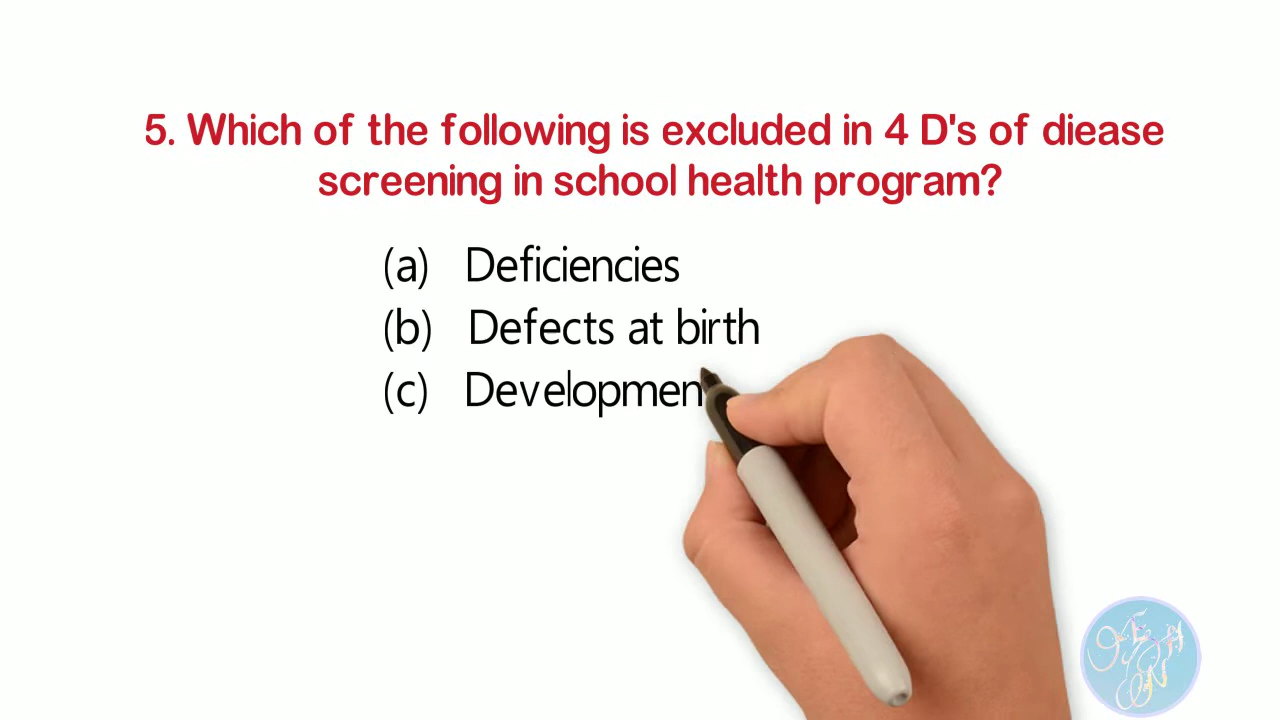 5. Which of the following is excluded in 4 D's of diease
screening in school health program?
(a) Deficiencies
(b) Defects at birth
(c) Developmen